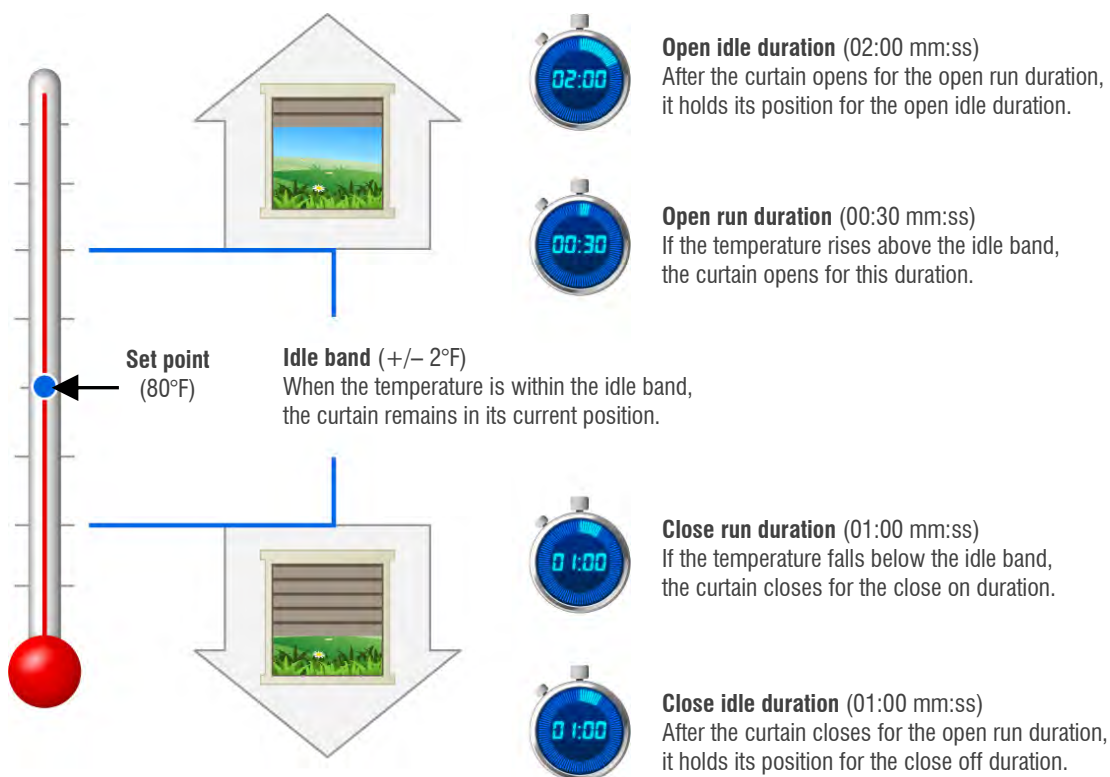 02:00
Open idle duration (02:00 mm:ss)
After the curtain opens for the open run duration,
it holds its position for the open idle duration.
00:30
Open run duration (00:30 mm:ss)
If the temperature rises above the idle band,
the curtain opens for this duration.
Set point
(80°F)
Idle band (+/– 2°F)
When the temperature is within the idle band,
the curtain remains in its current position.
01:00
Close run duration (01:00 mm:ss)
If the temperature falls below the idle band,
the curtain closes for the close on duration.
01:00
Close idle duration (01:00 mm:ss)
After the curtain closes for the open run duration,
it holds its position for the close off duration.